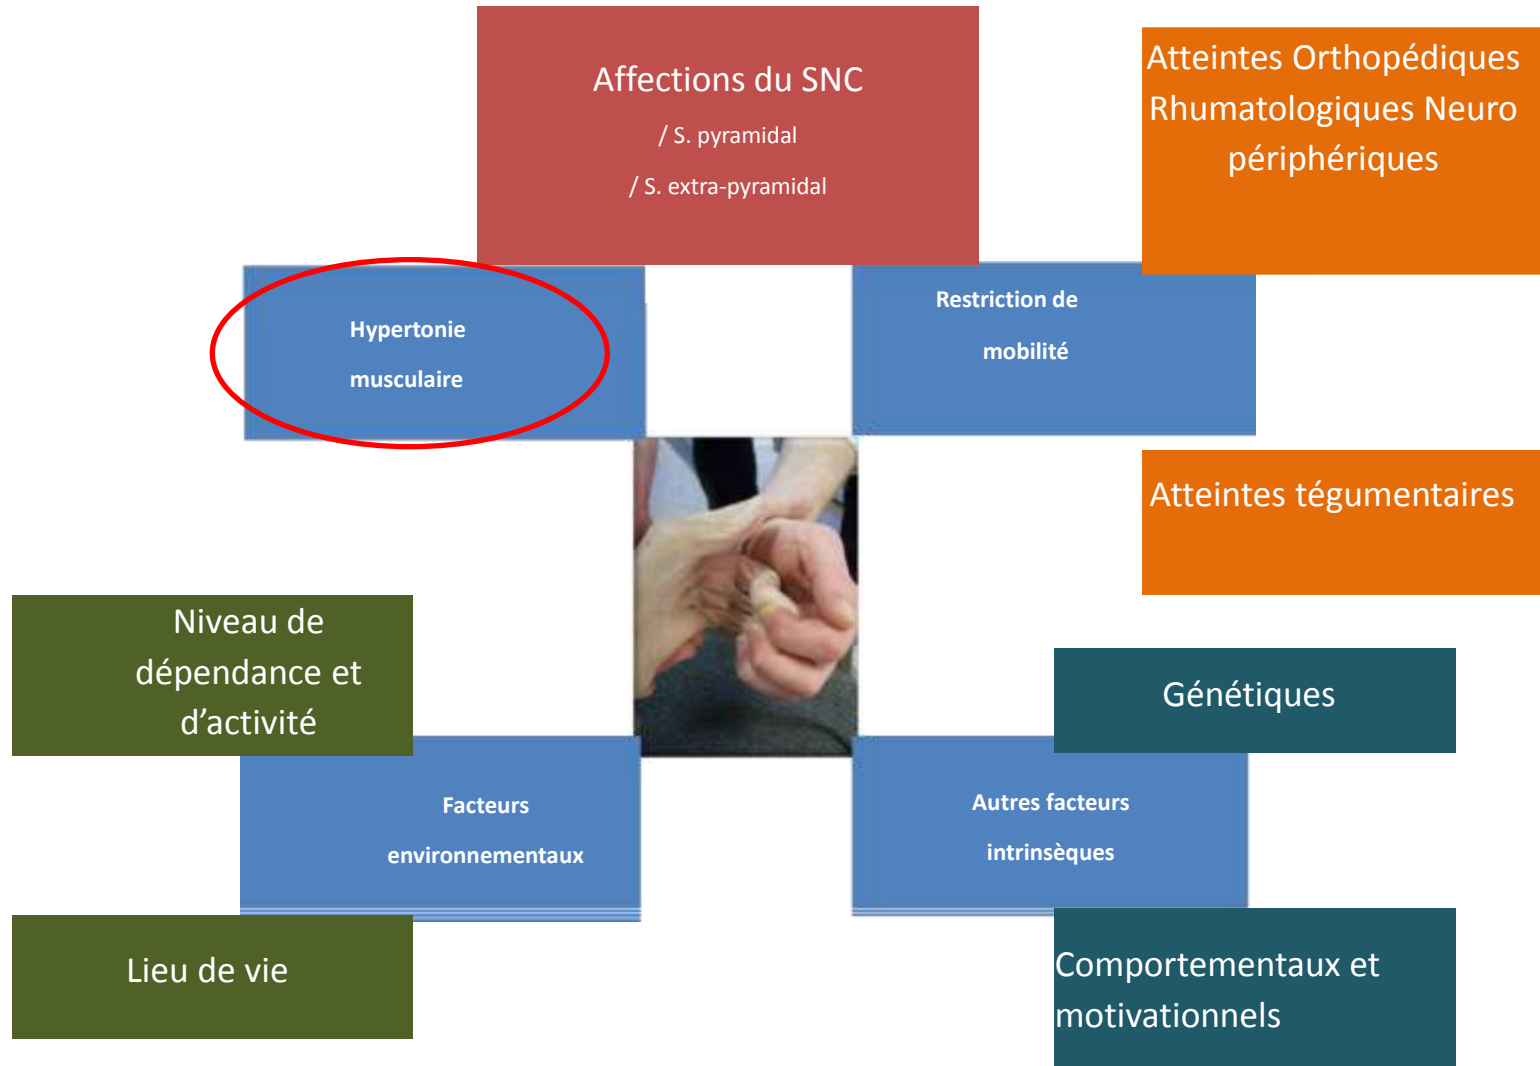 Affections du SNC
/ S. pyramidal
/ S. extra-pyramidal
Atteintes Orthopédiques
Rhumatologiques Neuro
périphériques
Hypertonie
musculaire
Restriction de
mobilité
Atteintes tégumentaires
Niveau de
dépendance et
d’activité
Génétiques
Facteurs
environnementaux
Autres facteurs
intrinsèques
Lieu de vie
Comportementaux et
motivationnels